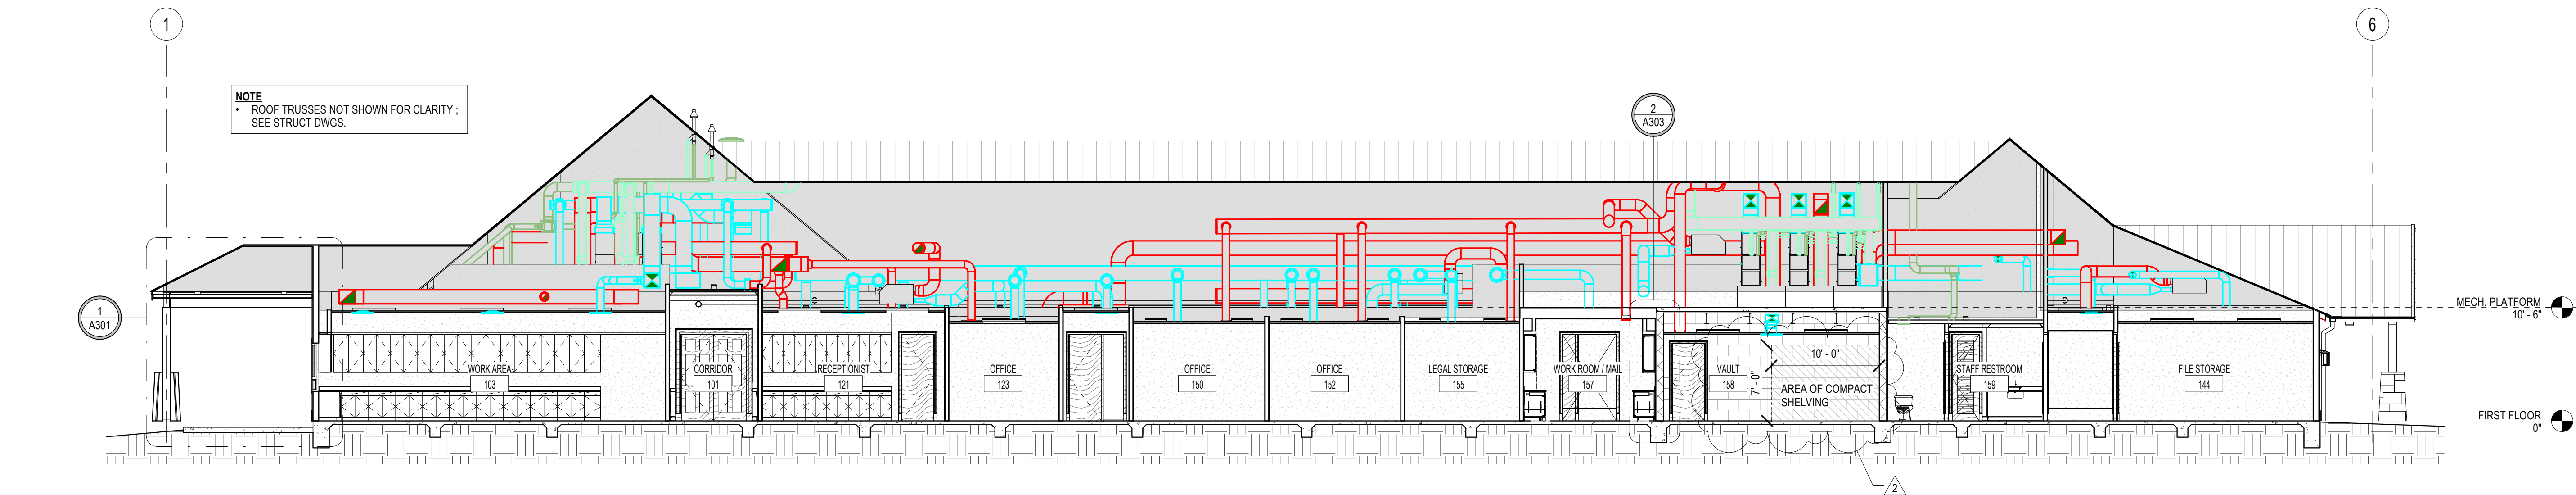 1
6
NOTE
• ROOF TRUSSES NOT SHOWN FOR CLARITY ;
SEE STRUCT DWGS.
2
A303
1
A301
MECH. PLATFORM
10' - 6"
WORK AREA
103
CORRIDOR
101
RECEPTIONIST
121
OFFICE
123
OFFICE
150
OFFICE
152
LEGAL STORAGE
155
WORK ROOM / MAIL
157
VAULT
158
10' - 0"
7' - 0"
AREA OF COMPACT
SHELVING
STAFF RESTROOM
159
FILE STORAGE
144
FIRST FLOOR
0"
2